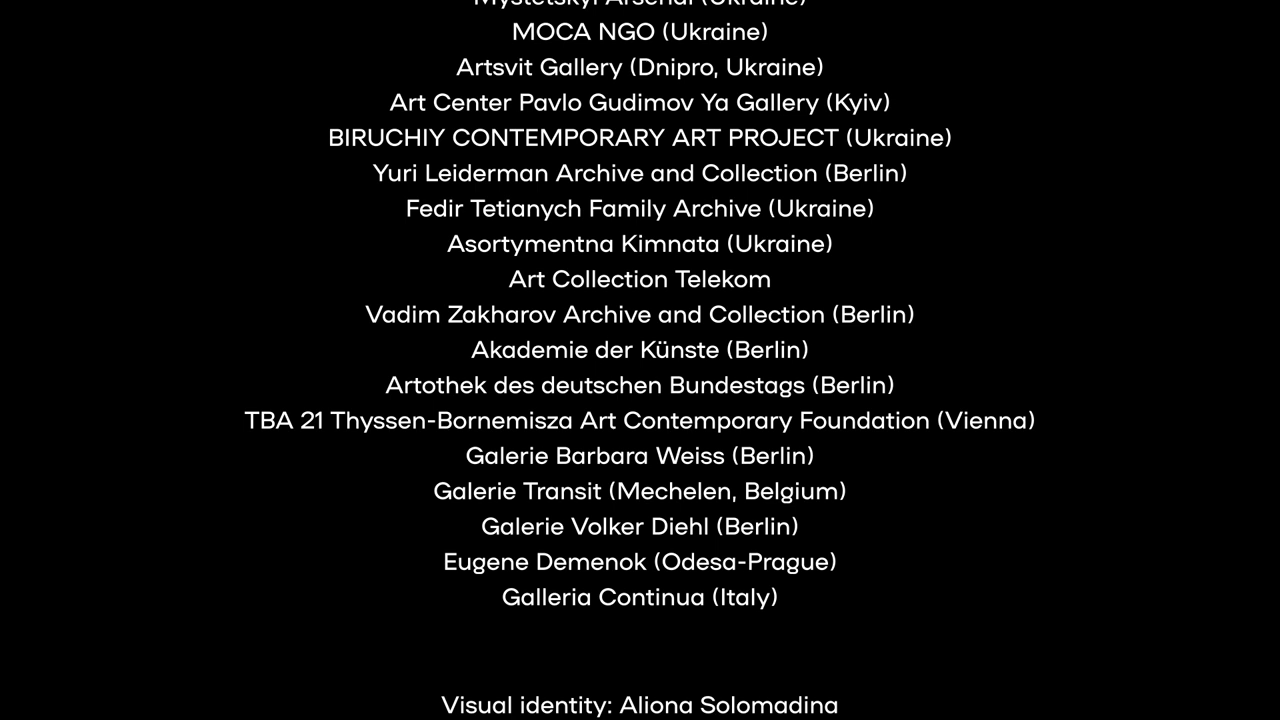 Mystetskyi Arsenal (Ukraine)
MOCA NGO (Ukraine)
Artsvit Gallery (Dnipro, Ukraine)
Art Center Pavlo Gudimov Ya Gallery (Kyiv)
BIRUCHIY CONTEMPORARY ART PROJECT (Ukraine)
Yuri Leiderman Archive and Collection (Berlin)
Fedir Tetianych Family Archive (Ukraine)
Asortymentna Kimnata (Ukraine)
Art Collection Telekom
Vadim Zakharov Archive and Collection (Berlin)
Akademie der Künste (Berlin)
Artothek des deutschen Bundestags (Berlin)
TBA 21 Thyssen-Bornemisza Art Contemporary Foundation (Vienna)
Galerie Barbara Weiss (Berlin)
Galerie Transit (Mechelen, Belgium)
Galerie Volker Diehl (Berlin)
Eugene Demenok (Odesa-Prague)
Galleria Continua (Italy)
Visual identity: Aliona Solomadina